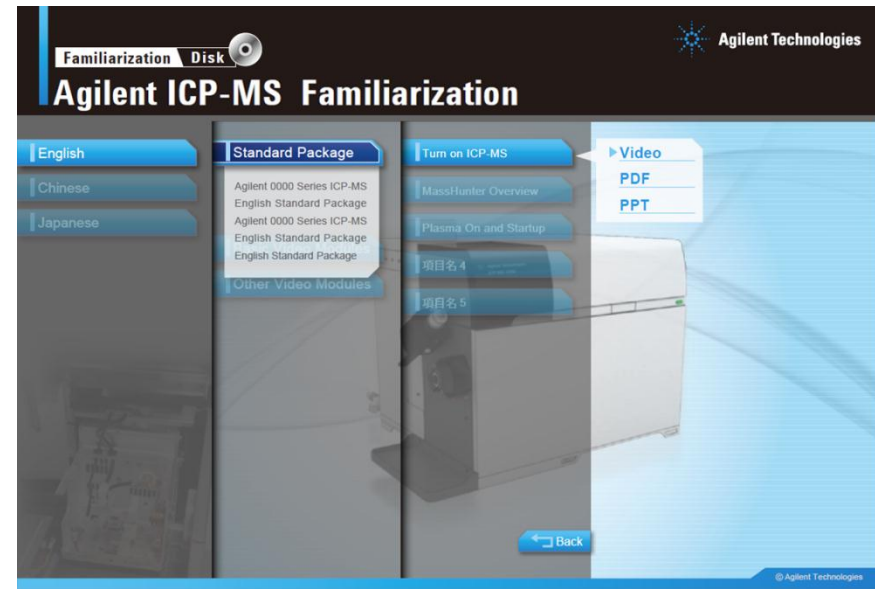 Familiarization Disk
Agilent Technologies
Agilent ICP-MS Familiarization
English
Chinese
Japanese
Standard Package
Agilent 0000 Series ICP-MS
English Standard Package
Agilent 0000 Series ICP-MS
English Standard Package
English Standard Package
Other Video Modules
Turn on ICP-MS
MassHunter Overview
Plasma On and Startup
項目名 4
項目名 5
Video
PDF
PPT
Back
© Agilent Technologies